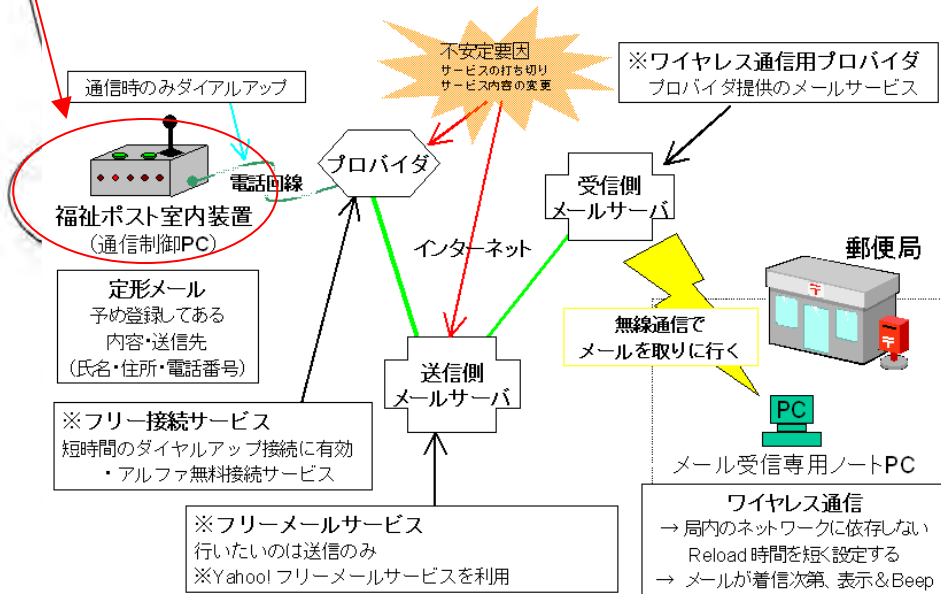 不安定要因
サービスの打ち切り
サービス内容の変更
※ワイヤレス通信用プロバイダ
プロバイダ提供のメールサービス
通信時のみダイアルアップ
プロバイダ
電話回線
福祉ポスト室内装置
(通信制御PC)
受信側
メールサーバ
インターネット
郵便局
〒
定形メール
予め登録してある
内容・送信先
(氏名・住所・電話番号)
無線通信で
メールを取りに行く
送信側
メールサーバ
PC
メール受信専用ノートPC
※フリー接続サービス
短時間のダイヤルアップ接続に有効
・アルファ無料接続サービス
※フリーメールサービス
行いたいのは送信のみ
※Yahoo!フリーメールサービスを利用
ワイヤレス通信
→ 局内のネットワークに依存しない
Reload 時間を短く設定する
→ メールが着信次第、表示&Beep